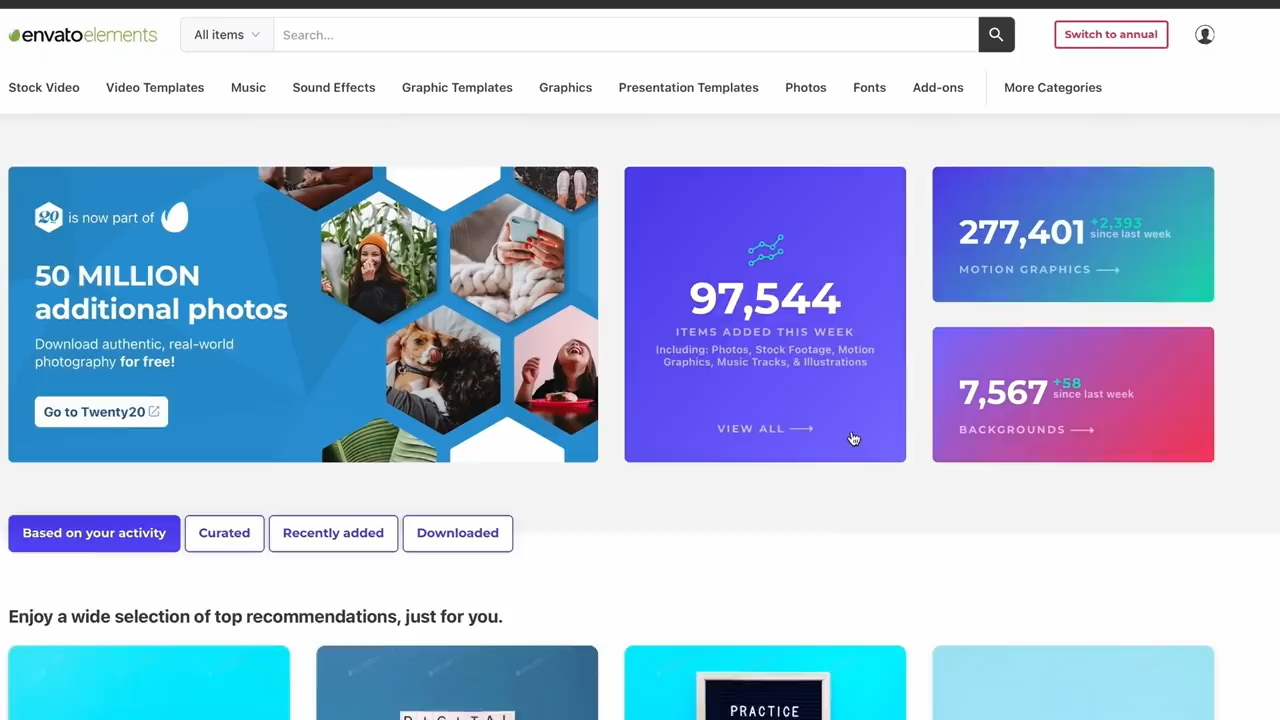 envatoelements
All items
Search...
Switch to annual
Stock Video
Video Templates
Music
Sound Effects
Graphic Templates
Graphics
Presentation Templates
Photos
Fonts
Add-ons
More Categories
20 is now part of
50 MILLION
additional photos
Download authentic, real-world
photography for free!
Go to Twenty20
97,544
ITEMS ADDED THIS WEEK
Including: Photos, Stock Footage, Motion
Graphics, Music Tracks, & Illustrations
VIEW ALL
277,401 +2,393
since last week
MOTION GRAPHICS
7,567 +58
since last week
BACKGROUNDS
Based on your activity
Curated
Recently added
Downloaded
Enjoy a wide selection of top recommendations, just for you.
DIGITAL
PRACTICE